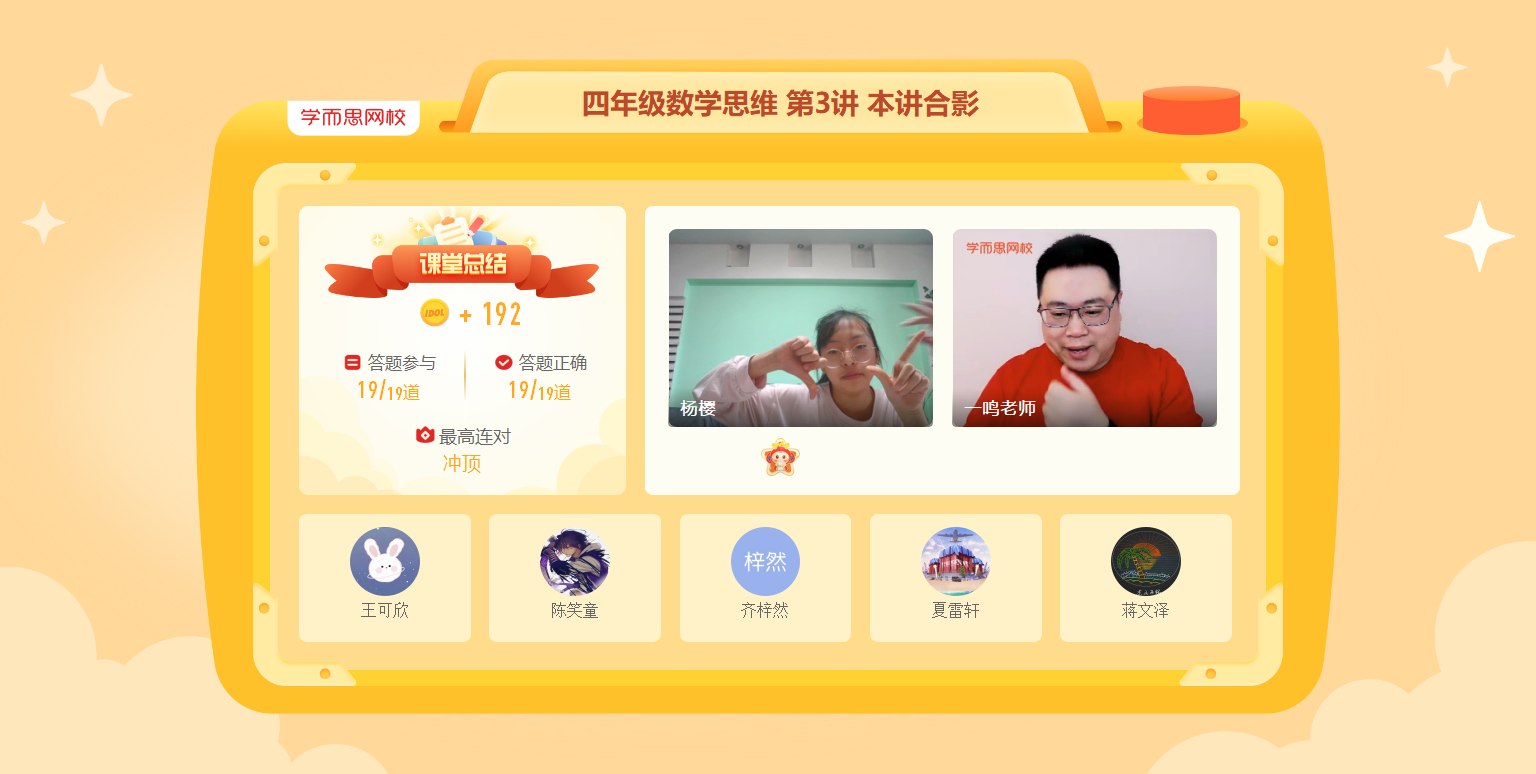 学而思网校
四年级数学思维 第3讲 本讲合影
课堂总结
IDOL + 192
答题参与
19/19道
答题正确
19/19道
最高连对
冲顶
杨樱
学而思网校
一鸣老师
王可欣
陈笑童
梓然
齐梓然
夏雷轩
蒋文泽